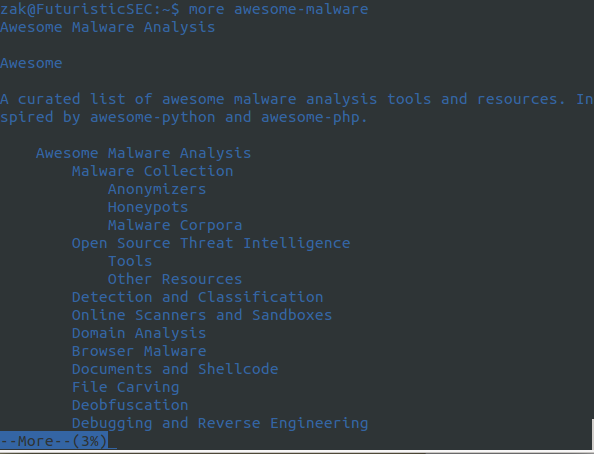 zak@FuturisticSEC:~$ more awesome-malware
Awesome Malware Analysis
Awesome
A curated list of awesome malware analysis tools and resources. In
spired by awesome-python and awesome-php.
Awesome Malware Analysis
Malware Collection
Anonymizers
Honeypots
Malware Corpora
Open Source Threat Intelligence
Tools
Other Resources
Detection and Classification
Online Scanners and Sandboxes
Domain Analysis
Browser Malware
Documents and Shellcode
File Carving
Deobfuscation
Debugging and Reverse Engineering
--More--(3%)